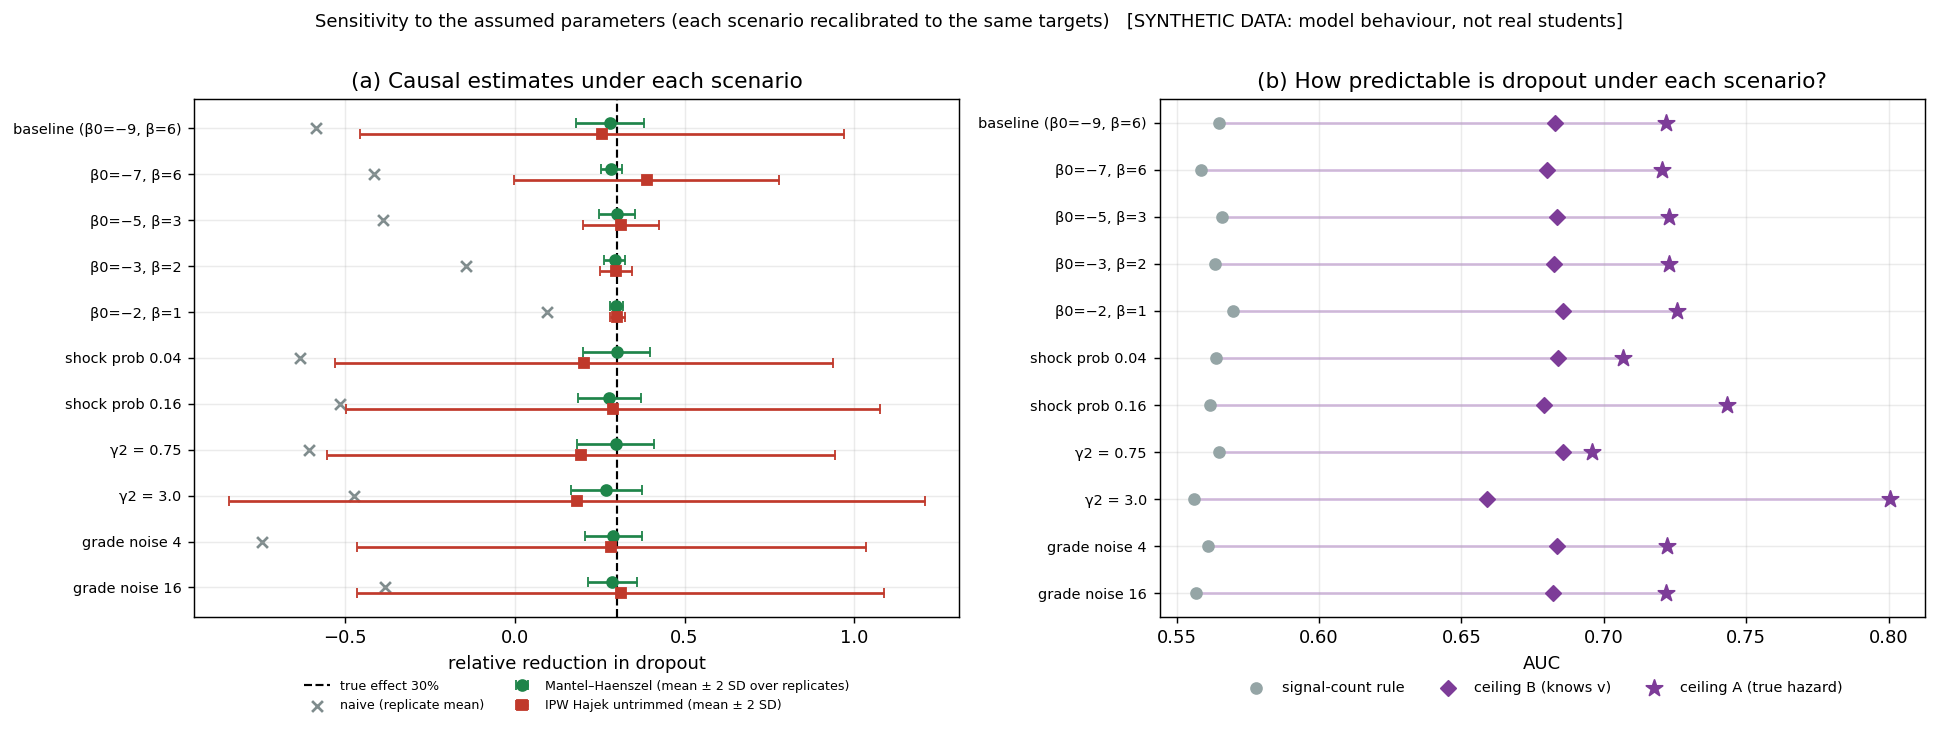 Sensitivity to the assumed parameters (each scenario recalibrated to the same targets)   [SYNTHETIC DATA: model behaviour, not real students]
(a) Causal estimates under each scenario
baseline (β0=−9, β=6)
β0=−7, β=6
β0=−5, β=3
β0=−3, β=2
β0=−2, β=1
shock prob 0.04
shock prob 0.16
γ2 = 0.75
γ2 = 3.0
grade noise 4
grade noise 16
−0.5 0.0 0.5 1.0
relative reduction in dropout
true effect 30%
naive (replicate mean)
Mantel–Haenszel (mean ± 2 SD over replicates)
IPW Hajek untrimmed (mean ± 2 SD)
(b) How predictable is dropout under each scenario?
baseline (β0=−9, β=6)
β0=−7, β=6
β0=−5, β=3
β0=−3, β=2
β0=−2, β=1
shock prob 0.04
shock prob 0.16
γ2 = 0.75
γ2 = 3.0
grade noise 4
grade noise 16
0.55 0.60 0.65 0.70 0.75 0.80
AUC
signal-count rule
ceiling B (knows v)
ceiling A (true hazard)